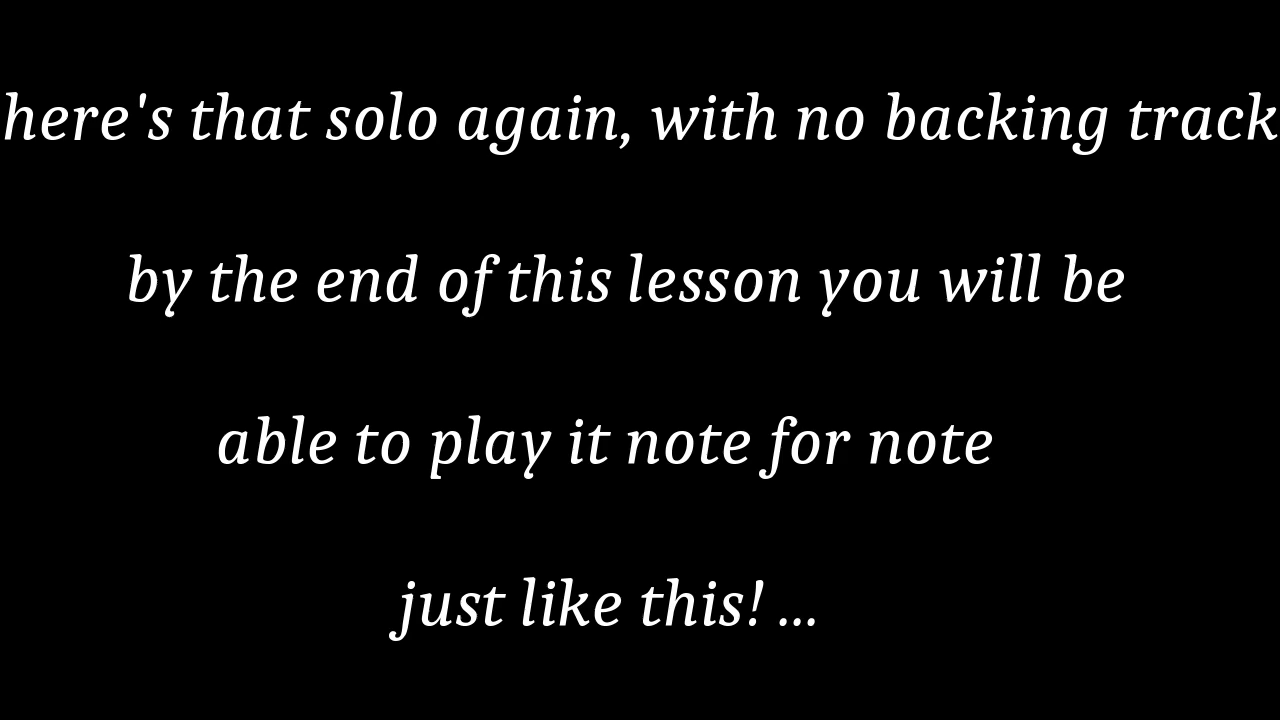 here's that solo again, with no backing track
by the end of this lesson you will be
able to play it note for note
just like this! ...